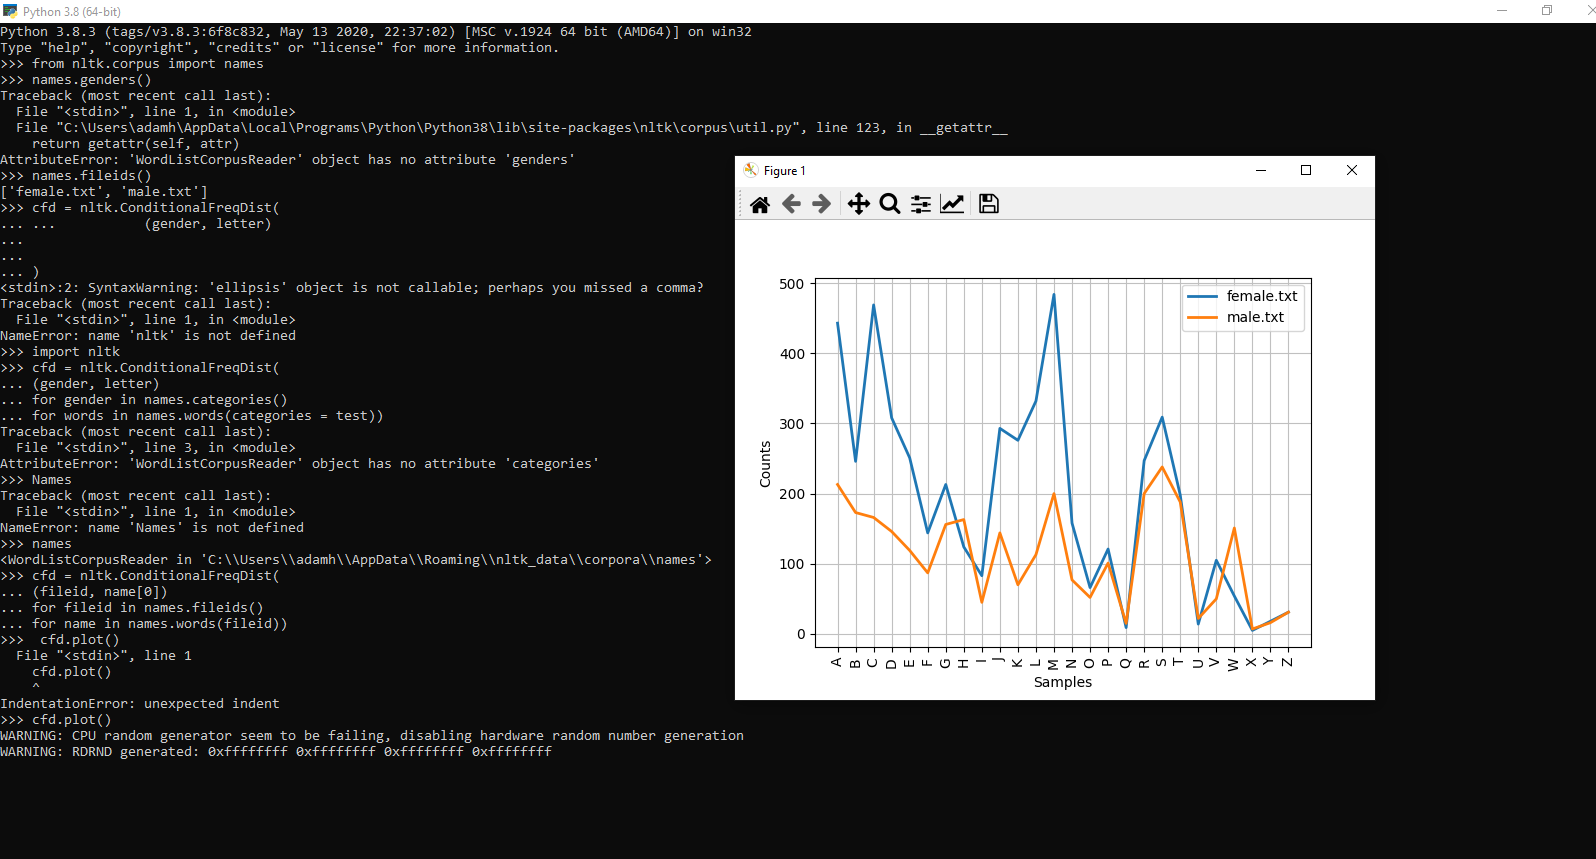 Python 3.8 (64-bit)
Python 3.8.3 (tags/v3.8.3:6f8c832, May 13 2020, 22:37:02) [MSC v.1924 64 bit (AMD64)] on win32
Type "help", "copyright", "credits" or "license" for more information.
>>> from nltk.corpus import names
>>> names.genders()
Traceback (most recent call last):
  File "<stdin>", line 1, in <module>
  File "C:\Users\adamh\AppData\Local\Programs\Python\Python38\lib\site-packages\nltk\corpus\util.py", line 123, in __getattr__
    return getattr(self, attr)
AttributeError: 'WordListCorpusReader' object has no attribute 'genders'
>>> names.fileids()
['female.txt', 'male.txt']
>>> cfd = nltk.ConditionalFreqDist(
... ...           (gender, letter)
...
...
... )
<stdin>:2: SyntaxWarning: 'ellipsis' object is not callable; perhaps you missed a comma?
Traceback (most recent call last):
  File "<stdin>", line 1, in <module>
NameError: name 'nltk' is not defined
>>> import nltk
>>> cfd = nltk.ConditionalFreqDist(
... (gender, letter)
... for gender in names.categories()
... for words in names.words(categories = test))
Traceback (most recent call last):
  File "<stdin>", line 3, in <module>
AttributeError: 'WordListCorpusReader' object has no attribute 'categories'
>>> Names
Traceback (most recent call last):
  File "<stdin>", line 1, in <module>
NameError: name 'Names' is not defined
>>> names
<WordListCorpusReader in 'C:\\Users\\adamh\\AppData\\Roaming\\nltk_data\\corpora\\names'>
>>> cfd = nltk.ConditionalFreqDist(
... (fileid, name[0])
... for fileid in names.fileids()
... for name in names.words(fileid))
>>>  cfd.plot()
  File "<stdin>", line 1
    cfd.plot()
    ^
IndentationError: unexpected indent
>>> cfd.plot()
WARNING: CPU random generator seem to be failing, disabling hardware random number generation
WARNING: RDRND generated: 0xffffffff 0xffffffff 0xffffffff 0xffffffff
Figure 1
500
400
300
200
100
0
Counts
female.txt
male.txt
A B C D E F G H I J K L M N O P Q R S T U V W X Y Z
Samples